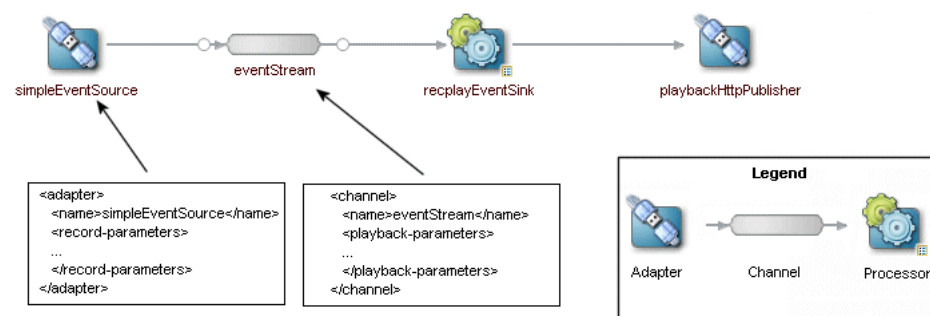 simpleEventSource
eventStream
recplayEventSink
playbackHttpPublisher
<adapter>
<name>simpleEventSource</name>
<record-parameters>
...
</record-parameters>
</adapter>
<channel>
<name>eventStream</name>
<playback-parameters>
...
</playback-parameters>
</channel>
Legend
Adapter
Channel
Processor